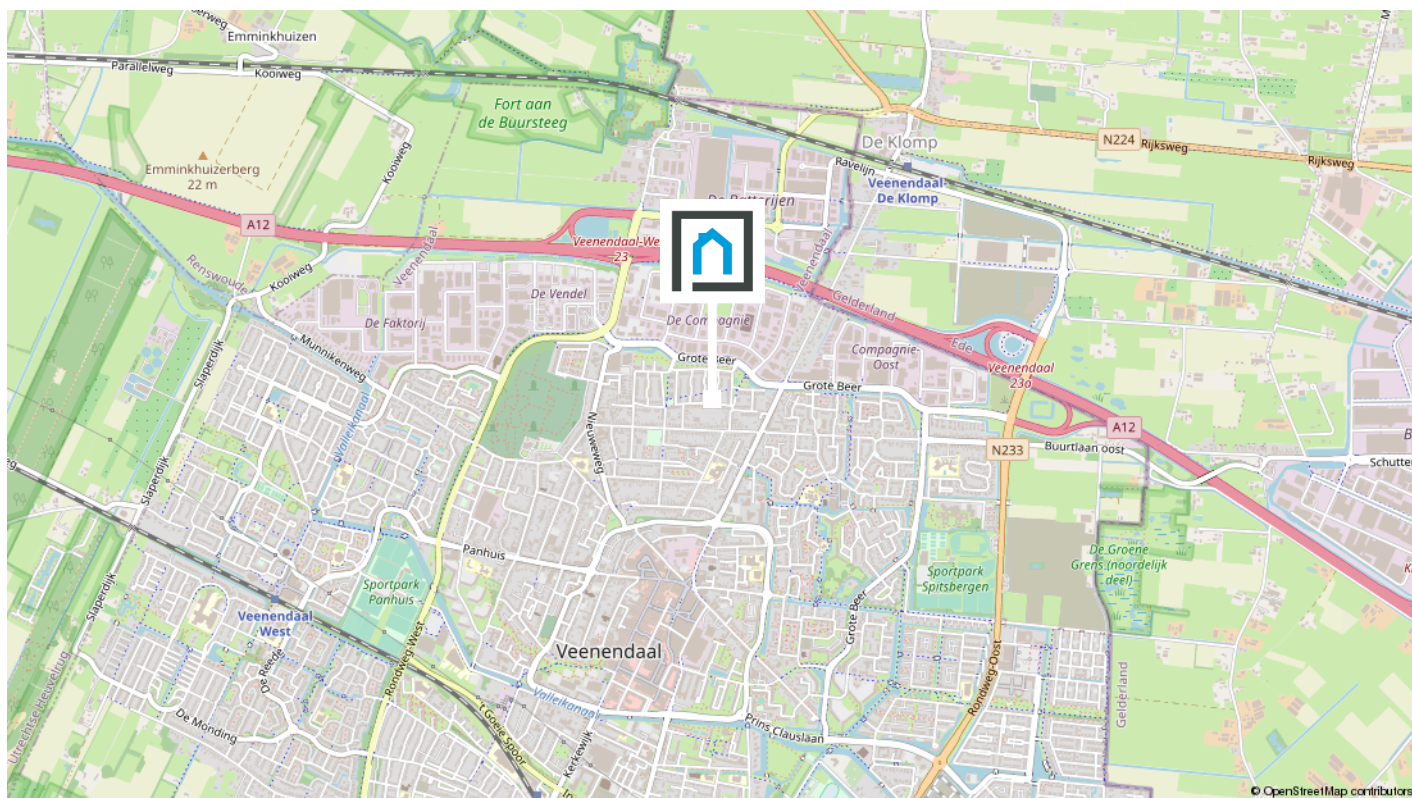 Emminkhuizen
Parallelweg
Kooiweg
Fort aan
de Buursteeg
De Klomp
N224
Rijksweg
Rijksweg
Ravelijn
Veenendaal-
De Klomp
Emminkhuizerberg
22 m
Kooiweg
A12
Veenendaal
Renswoude
Kooiweg
23
De Vendel
De Faktorij
De Compagnie
Veenendaal
Gelderland
Ede
Veenendaal
23a
Compagnie-
Oost
Munnikenweg
Slaperdijk
Grote Beer
Grote Beer
Valleikanaal
Nieuweweg
A12
N233
Buurtlaan oost
Slaperdijk
Panhuis
Sportpark
Panhuis
Sportpark
Spitsbergen
De Groene
Grens (noordelijk
deel)
Slaperdijk
Veenendaal
West
Grote Beer
Veenendaal
De Reede
Rondweg-West
Rondweg-Oost
Gelderland
Utrechtse Heuvelrug
De Monding
't Goeie Spoor
Valleikanaal
Kerkewijk
Prins Clauslaan
© OpenStreetMap contributors